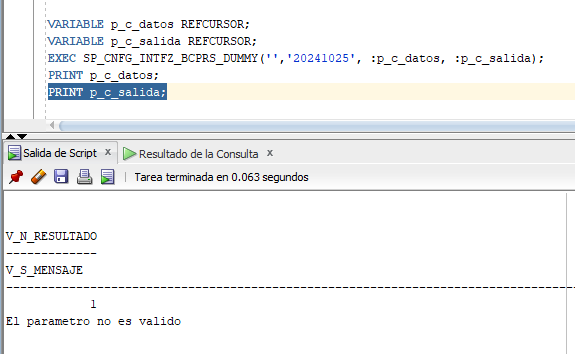 VARIABLE p_c_datos REFCURSOR;
VARIABLE p_c_salida REFCURSOR;
EXEC SP_CNFG_INTFZ_BCPRS_DUMMY('','20241025', :p_c_datos, :p_c_salida);
PRINT p_c_datos;
PRINT p_c_salida;
Salida de Script x Resultado de la Consulta x
Tarea terminada en 0.063 segundos
V_N_RESULTADO
-------------
V_S_MENSAJE
--------------------------------------------------------------------------------
1
El parametro no es valido